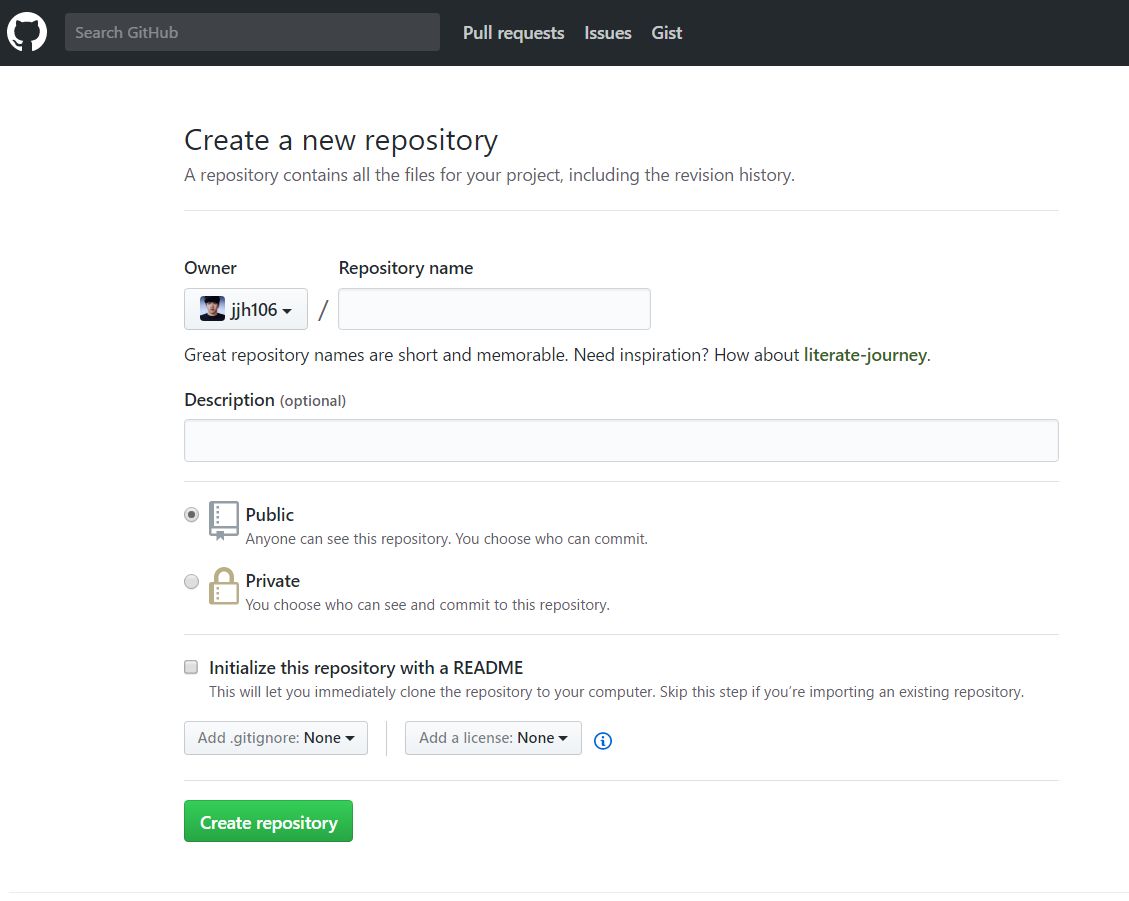 Search GitHub
Pull requests Issues Gist
Create a new repository
A repository contains all the files for your project, including the revision history.
Owner Repository name
jjh106 /
Great repository names are short and memorable. Need inspiration? How about literate-journey.
Description (optional)
Public
Anyone can see this repository. You choose who can commit.
Private
You choose who can see and commit to this repository.
Initialize this repository with a README
This will let you immediately clone the repository to your computer. Skip this step if you’re importing an existing repository.
Add .gitignore: None Add a license: None
Create repository